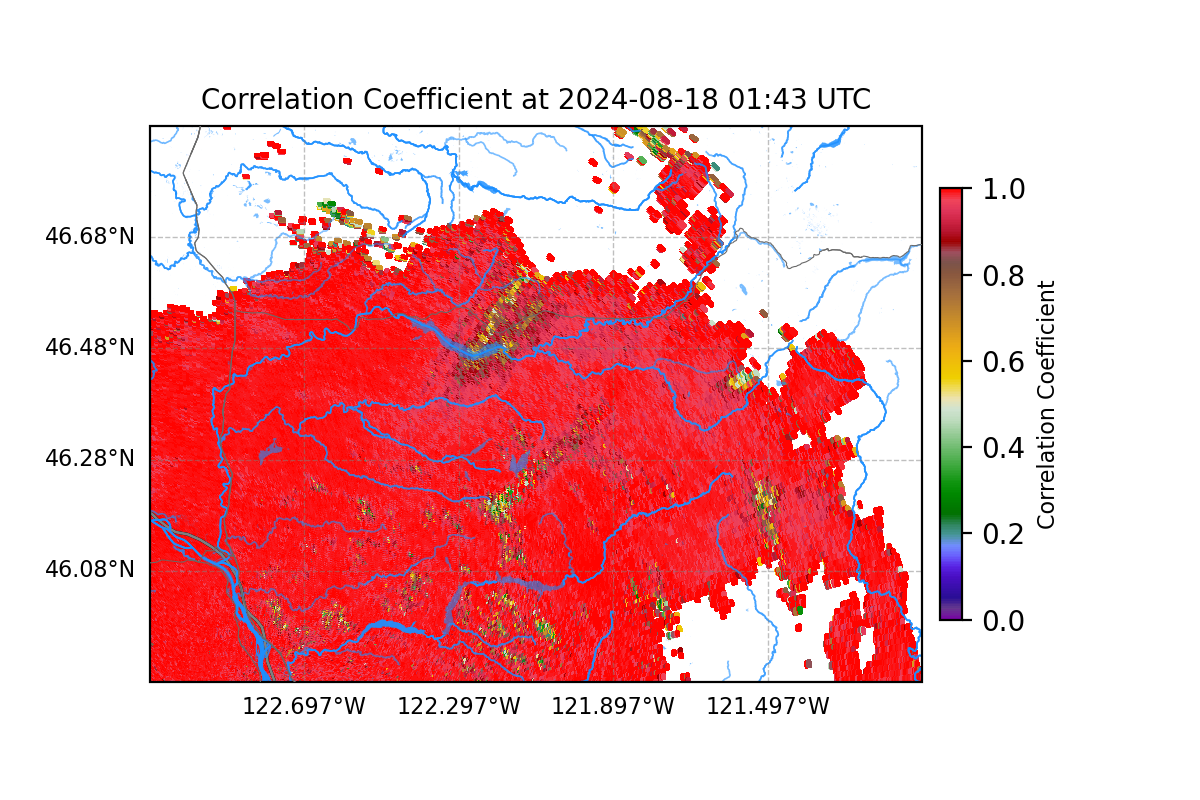 Correlation Coefficient at 2024-08-18 01:43 UTC
46.68°N
46.48°N
46.28°N
46.08°N
122.697°W
122.297°W
121.897°W
121.497°W
1.0
0.8
0.6
0.4
0.2
0.0
Correlation Coefficient